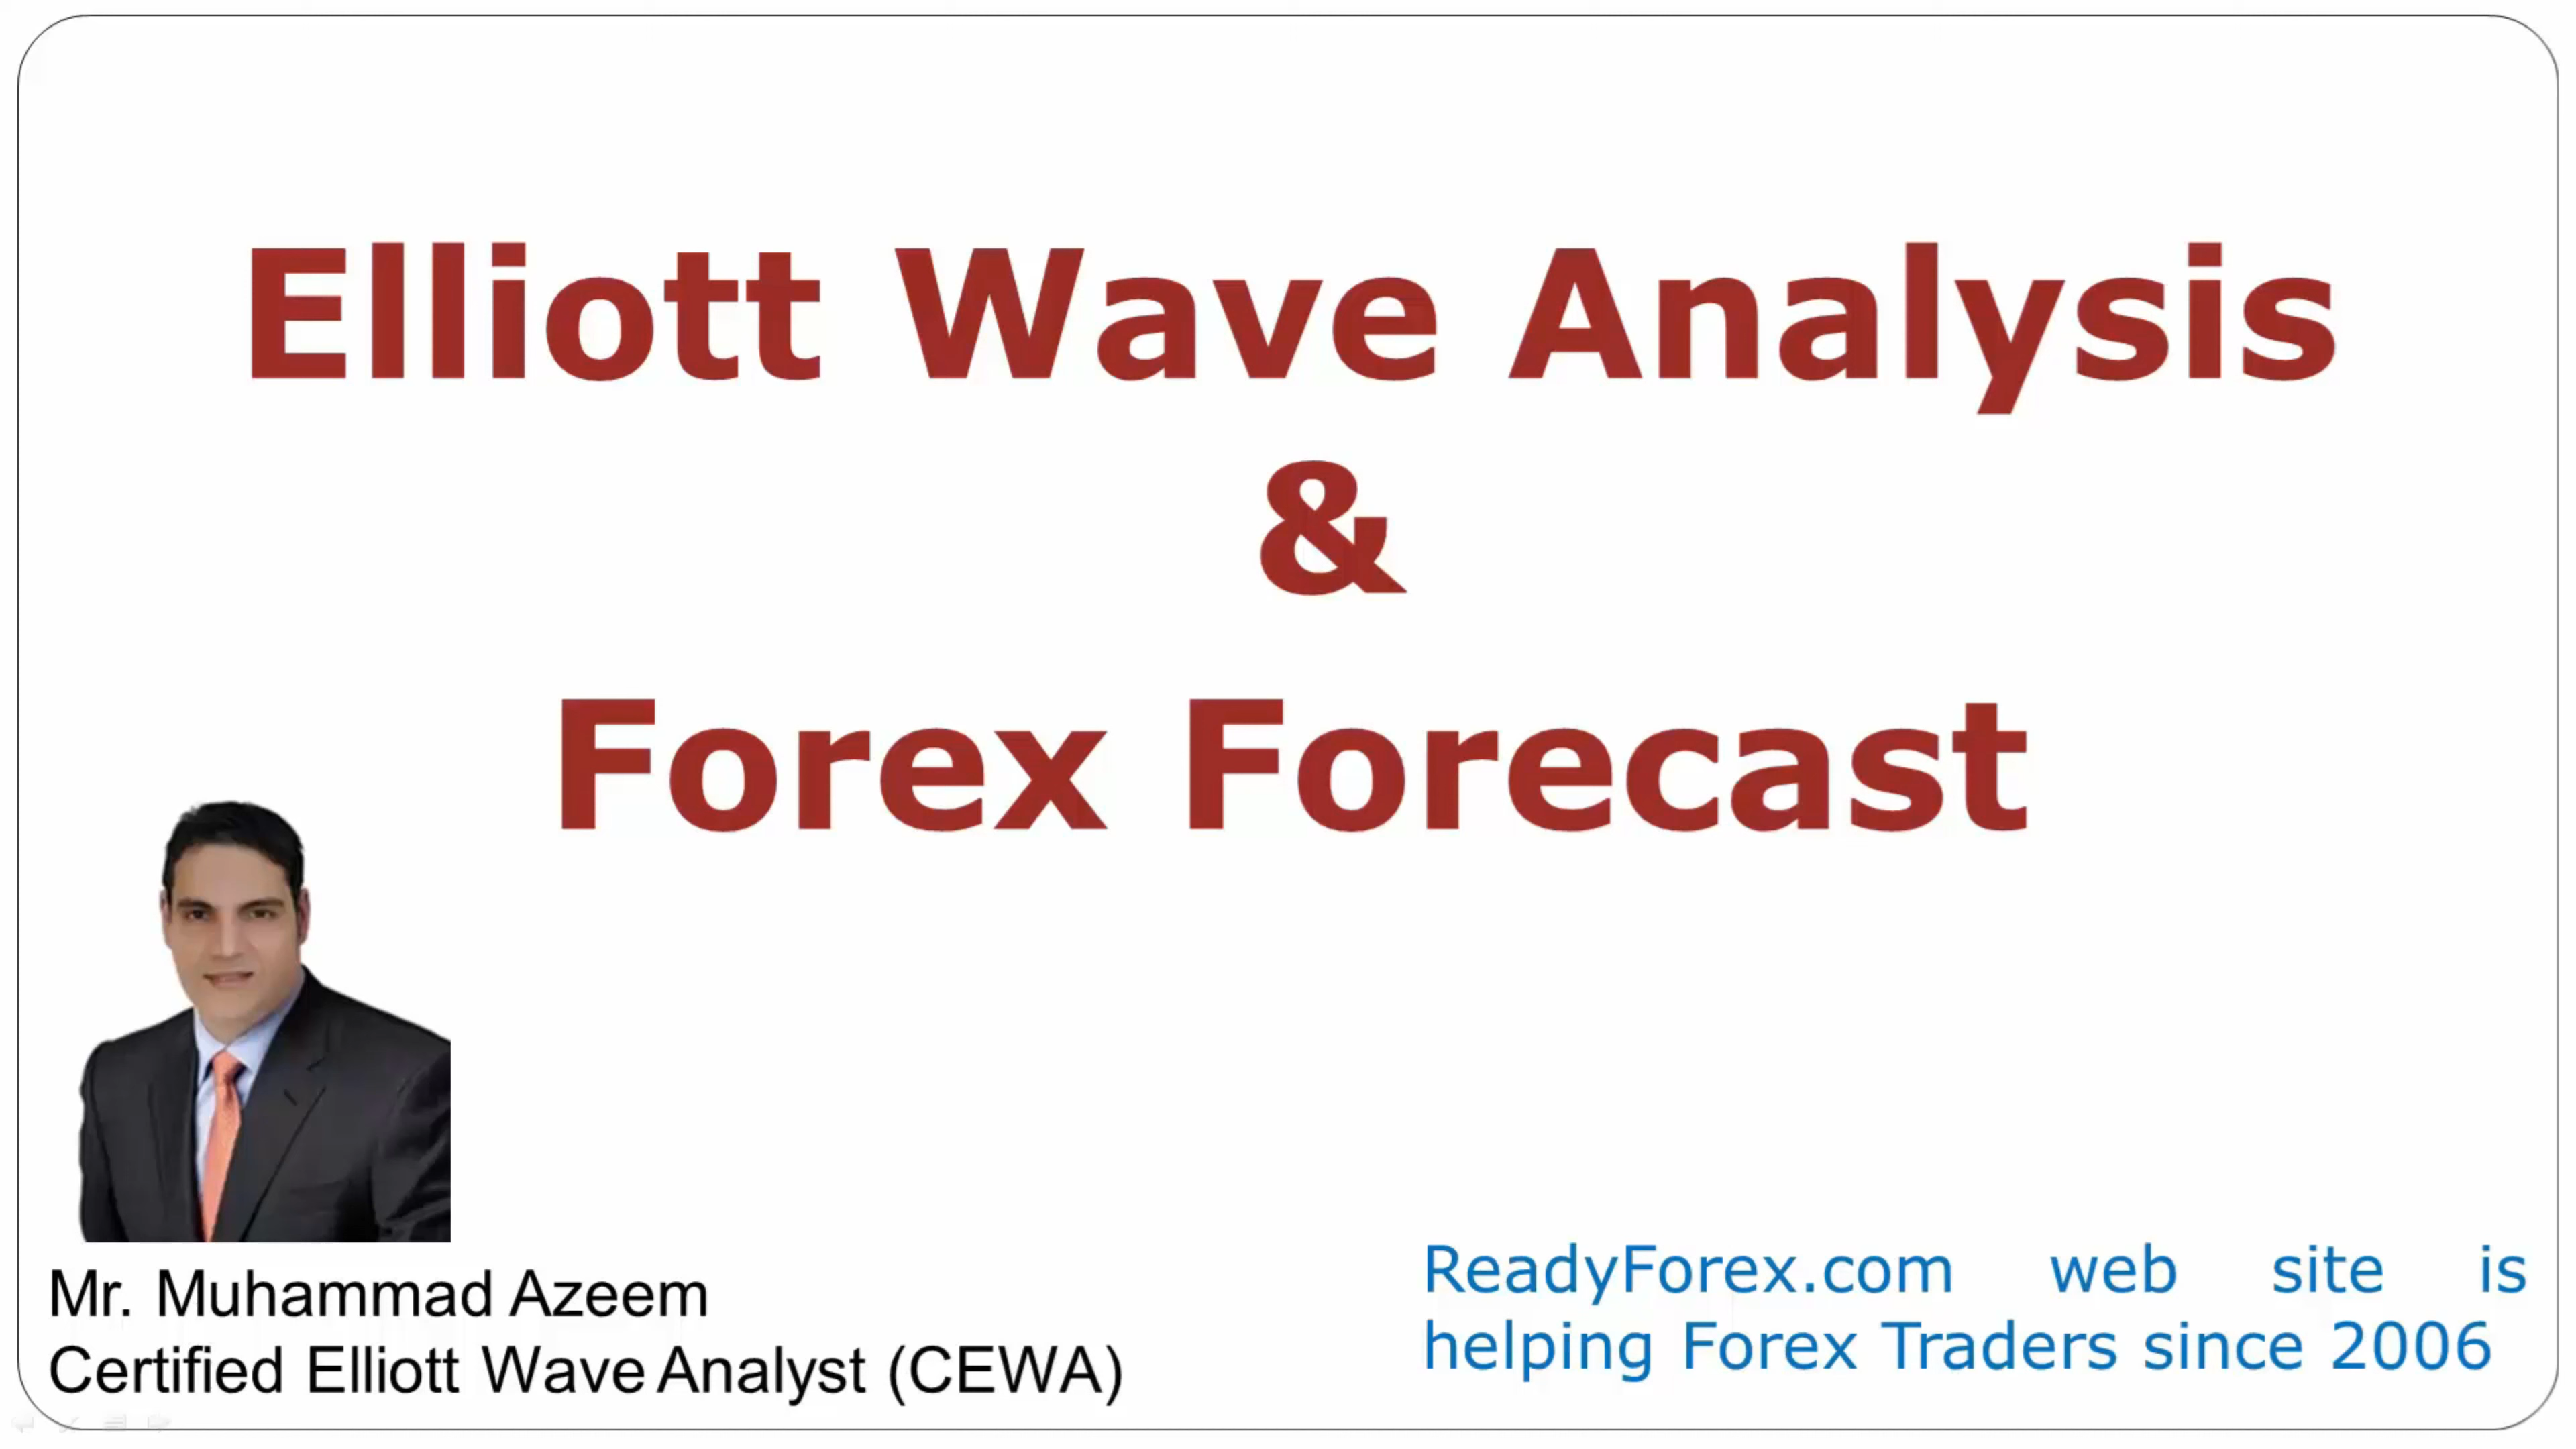 Elliott Wave Analysis
&
Forex Forecast
Mr. Muhammad Azeem
Certified Elliott Wave Analyst (CEWA)
ReadyForex.com web site is
helping Forex Traders since 2006